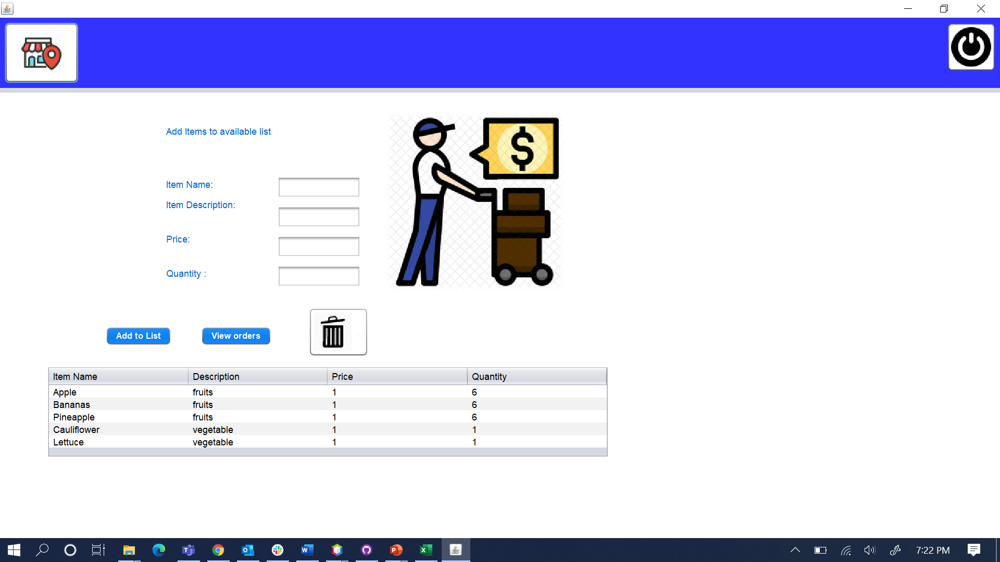 Add Items to available list
Item Name:
Item Description:
Price:
Quantity :
$
Add to List View orders
Item Name Description Price Quantity
Apple fruits 1 6
Bananas fruits 1 6
Pineapple fruits 1 6
Cauliflower vegetable 1 1
Lettuce vegetable 1 1
7:22 PM